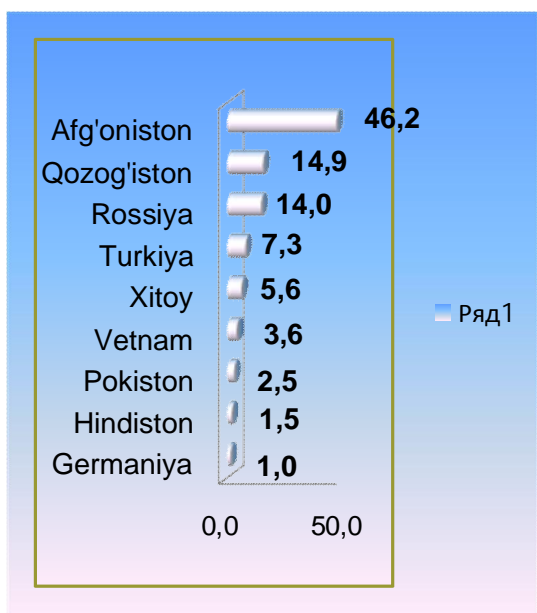 Afg'oniston 46,2
Qozog'iston 14,9
Rossiya 14,0
Turkiya 7,3
Xitoy 5,6
Vetnam 3,6
Pokiston 2,5
Hindiston 1,5
Germaniya 1,0
0,0 50,0
Ряд1